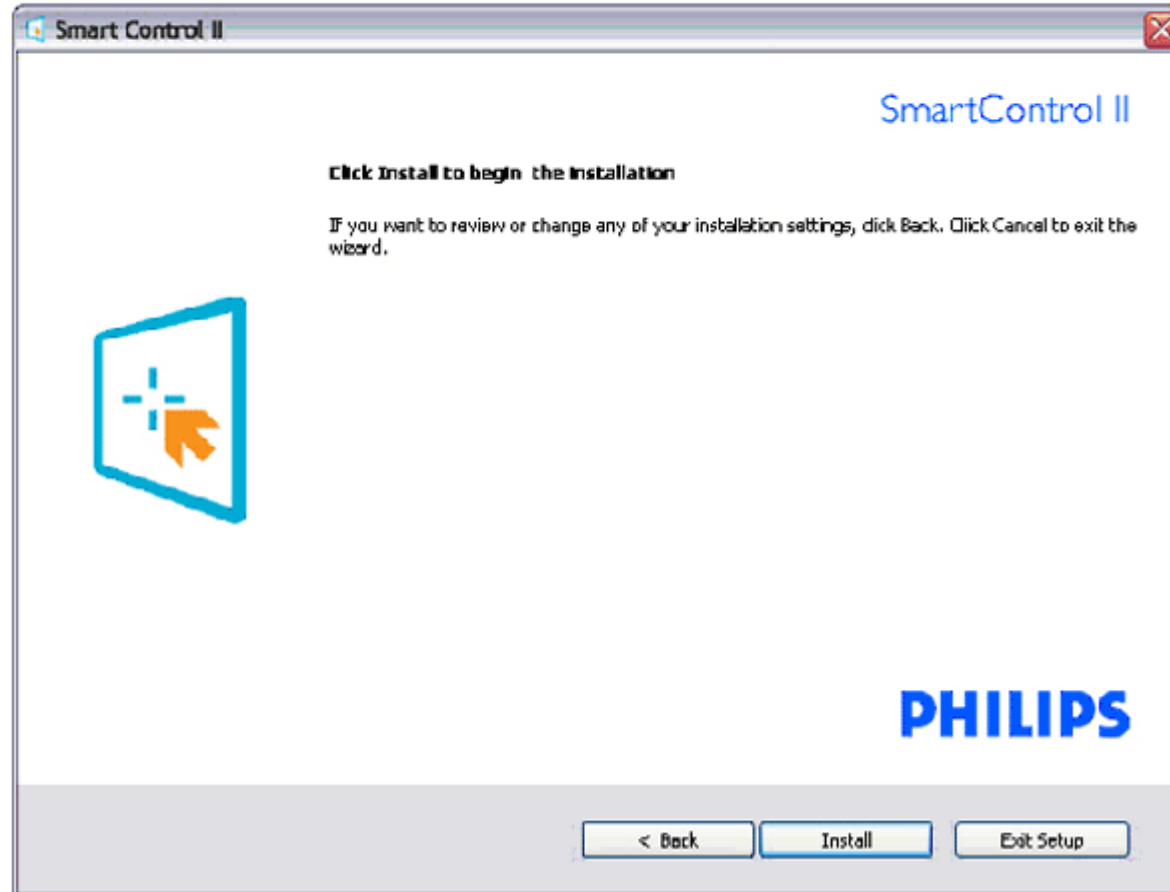 Smart Control II
SmartControl II
Click Install to begin the installation
If you want to review or change any of your installation settings, click Back. Click Cancel to exit the
wizard.
PHILIPS
< Back
Install
Exit Setup